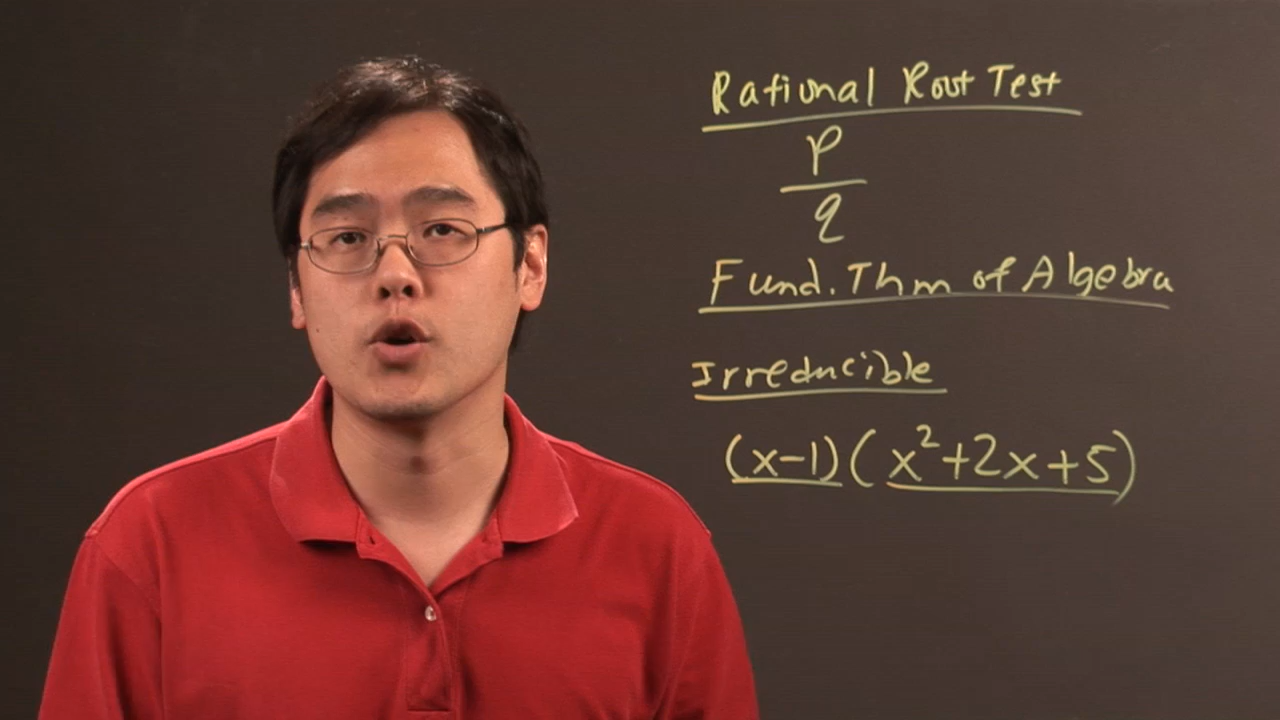 Rational Root Test
p
q
Fund. Thm of Algebra
Irreducible
(x-1)(x²+2x+5)